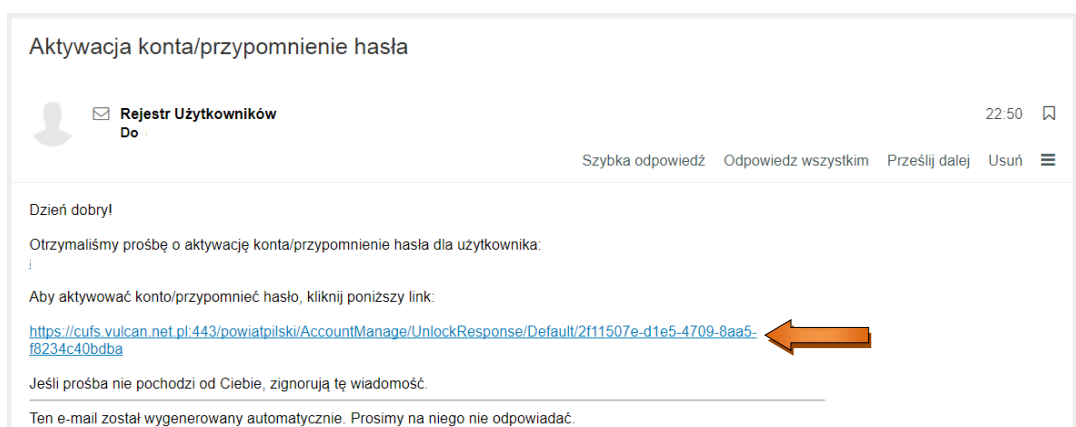 Aktywacja konta/przypomnienie hasła
Rejestr Użytkowników
22:50
Do
Szybka odpowiedź Odpowiedz wszystkim Prześlij dalej Usuń
Dzień dobry!
Otrzymaliśmy prośbę o aktywację konta/przypomnienie hasła dla użytkownika:
Aby aktywować konto/przypomnieć hasło, kliknij poniższy link:
https://cufs.vulcan.net.pl:443/powiatpilski/AccountManage/UnlockResponse/Default/2f11507e-d1e5-4709-8aa5-
f8234c40bdba
Jeśli prośba nie pochodzi od Ciebie, zignorują tę wiadomość.
Ten e-mail został wygenerowany automatycznie. Prosimy na niego nie odpowiadać.